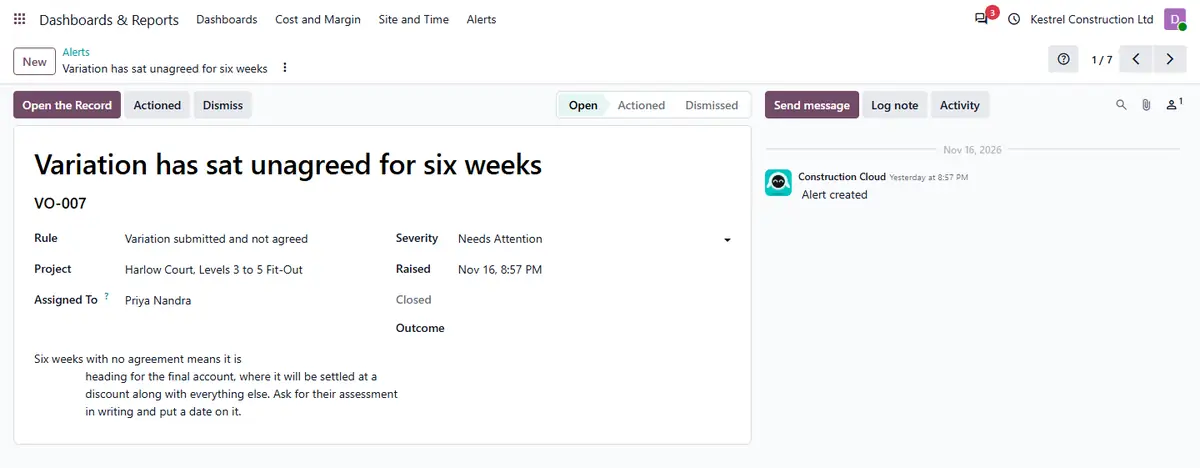 Dashboards & Reports
Dashboards
Cost and Margin
Site and Time
Alerts
3
Kestrel Construction Ltd
D
New
Alerts
Variation has sat unagreed for six weeks
1 / 7
Open the Record
Actioned
Dismiss
Open
Actioned
Dismissed
Send message
Log note
Activity
1
Variation has sat unagreed for six weeks
VO-007
Rule
Variation submitted and not agreed
Project
Harlow Court, Levels 3 to 5 Fit-Out
Assigned To ?
Priya Nandra
Severity
Needs Attention
Raised
Nov 16, 8:57 PM
Closed
Outcome
Six weeks with no agreement means it is
heading for the final account, where it will be settled at a
discount along with everything else. Ask for their assessment
in writing and put a date on it.
Nov 16, 2026
Construction Cloud Yesterday at 8:57 PM
Alert created